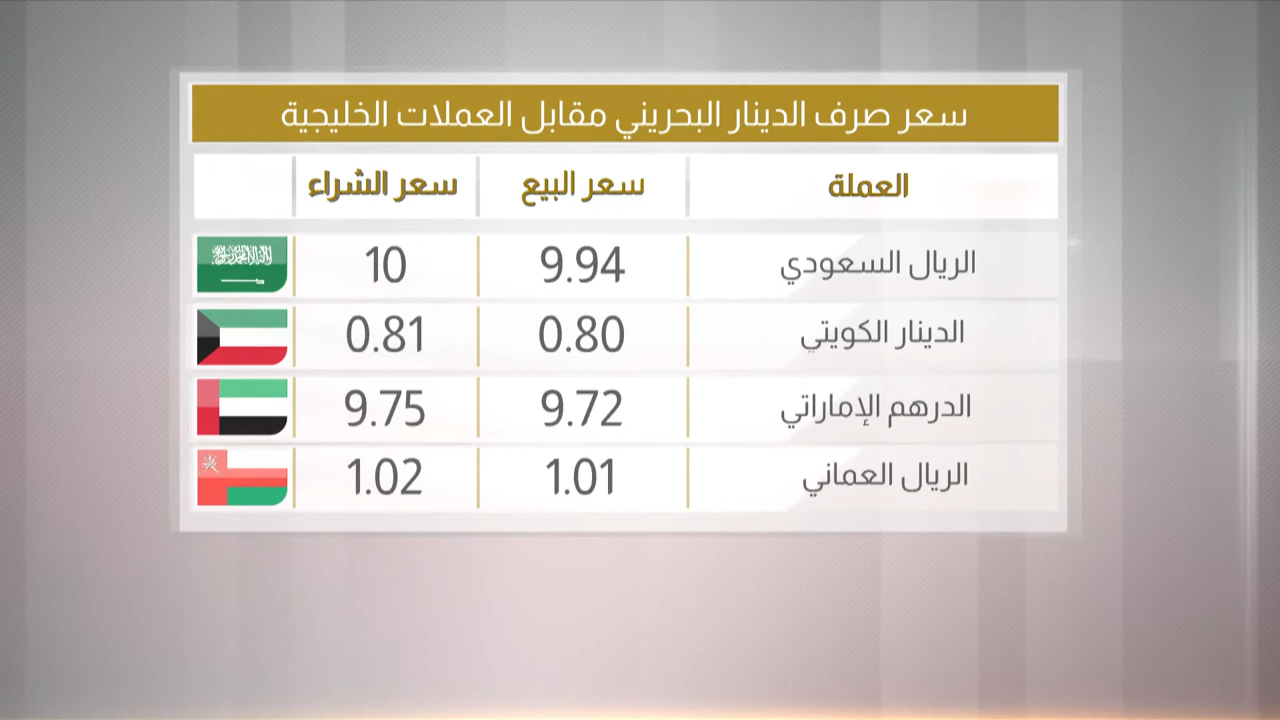 سعر صرف الدينار البحريني مقابل العملات الخليجية
العملة سعر البيع سعر الشراء
الريال السعودي 9.94 10
الدينار الكويتي 0.80 0.81
الدرهم الإماراتي 9.72 9.75
الريال العماني 1.01 1.02